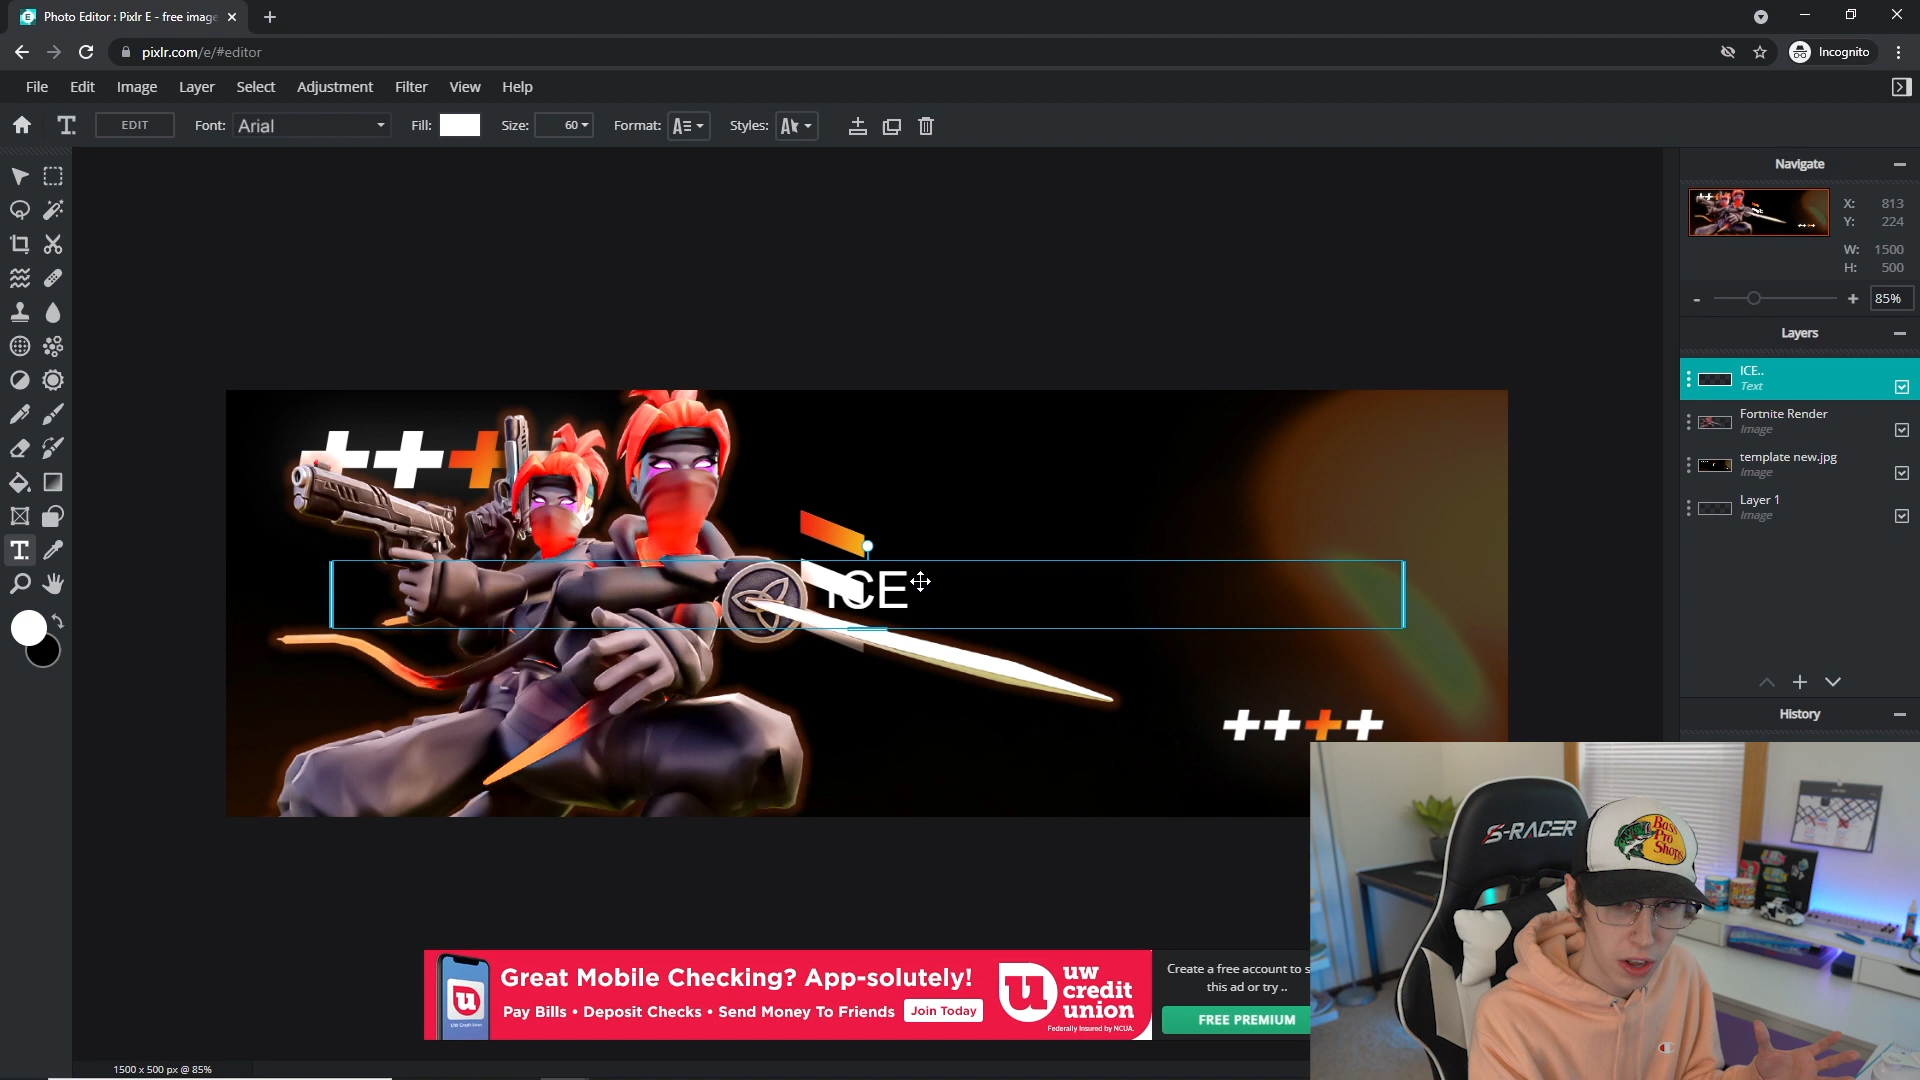 Photo Editor : Pixlr E - free image
pixlr.com/e/#editor
Incognito
File Edit Image Layer Select Adjustment Filter View Help
EDIT Font: Arial Fill: Size: 60 Format: A Styles: A
Navigate
X: 813
Y: 224
W: 1500
H: 500
- + 85%
Layers
ICE..
Text
Fortnite Render
Image
template new.jpg
Image
Layer 1
Image
History
ICE
Great Mobile Checking? App-solutely!
Pay Bills • Deposit Checks • Send Money To Friends Join Today
uw
credit
union
Federally Insured by NCUA.
Create a free account to s
this ad or try ..
FREE PREMIUM
S-RACER
Bass
Pro
Shops
1500 x 500 px @ 85%